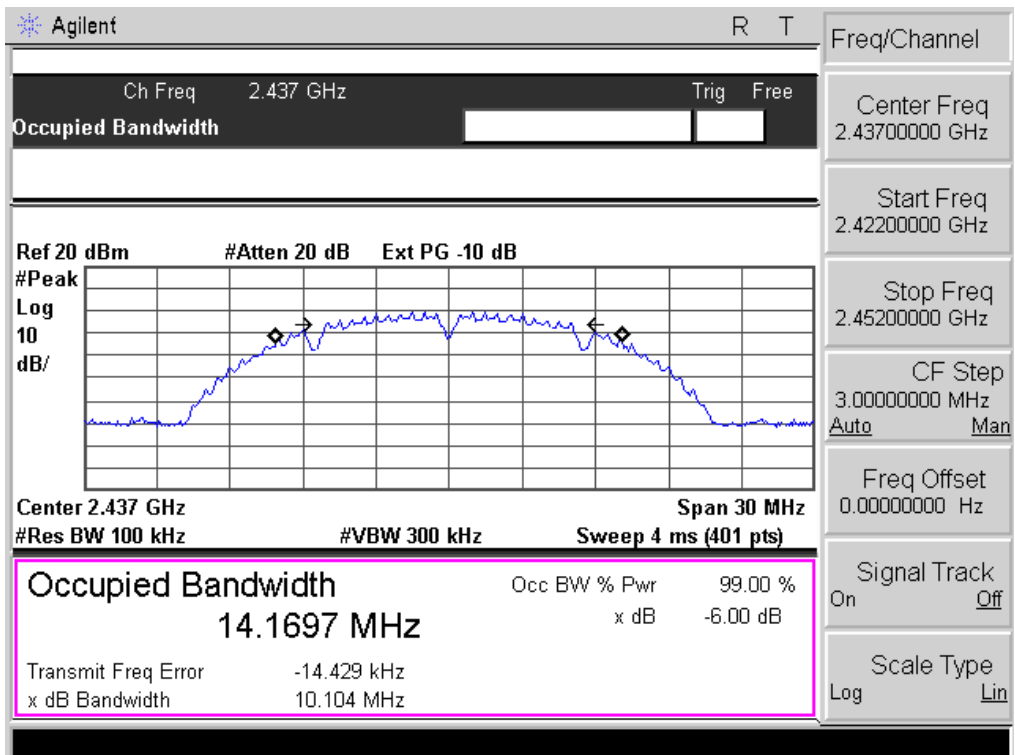 Agilent R T
Ch Freq 2.437 GHz Trig Free
Occupied Bandwidth
Ref 20 dBm #Atten 20 dB Ext PG -10 dB
#Peak
Log
10
dB/
Center 2.437 GHz Span 30 MHz
#Res BW 100 kHz #VBW 300 kHz Sweep 4 ms (401 pts)
Occupied Bandwidth Occ BW % Pwr 99.00 %
14.1697 MHz x dB -6.00 dB
Transmit Freq Error -14.429 kHz
x dB Bandwidth 10.104 MHz
Freq/Channel
Center Freq
2.43700000 GHz
Start Freq
2.42200000 GHz
Stop Freq
2.45200000 GHz
CF Step
3.00000000 MHz
Auto Man
Freq Offset
0.00000000 Hz
Signal Track
On Off
Scale Type
Log Lin